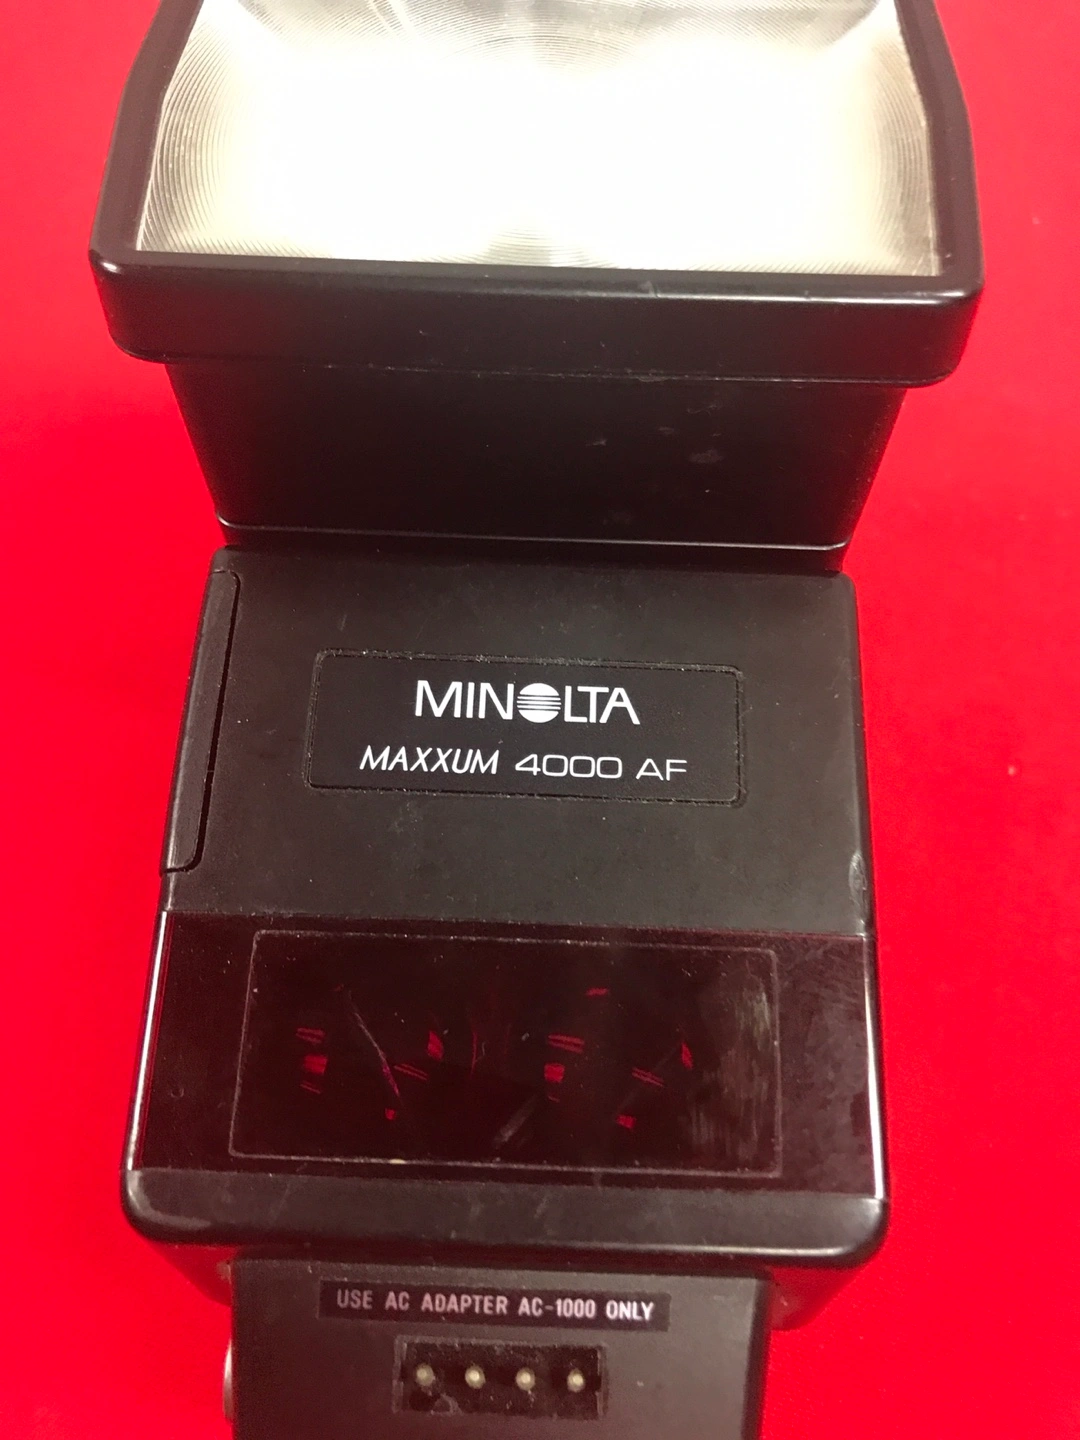 MINOLTA
MAXXUM 4000 AF
USE AC ADAPTER AC-1000 ONLY